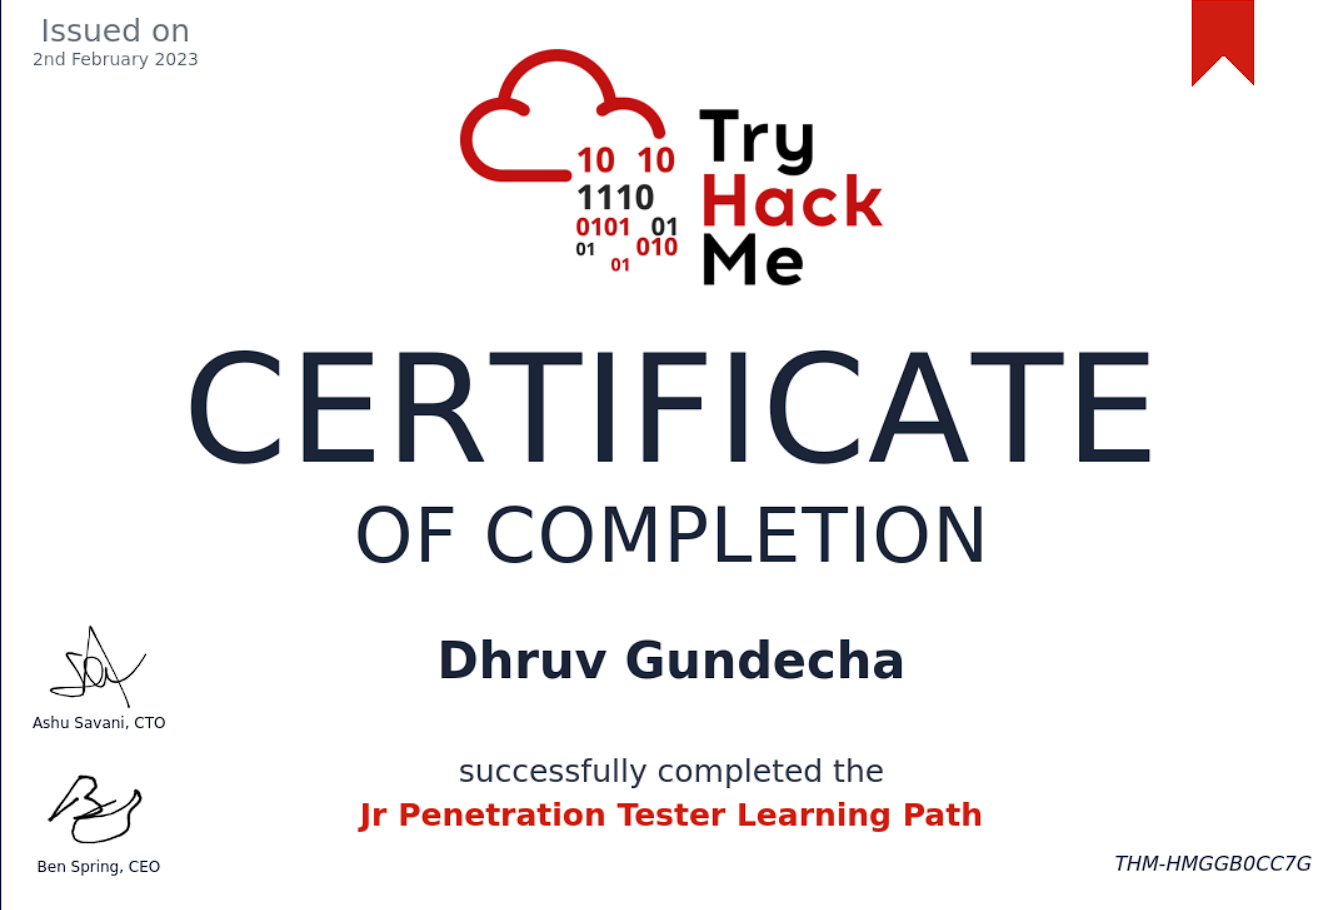 Issued on
2nd February 2023
10 10
1110
0101 01
01 010
01
Try
Hack
Me
CERTIFICATE
OF COMPLETION
Dhruv Gundecha
Ashu Savani, CTO
successfully completed the
Jr Penetration Tester Learning Path
Ben Spring, CEO
THM-HMGGB0CC7G